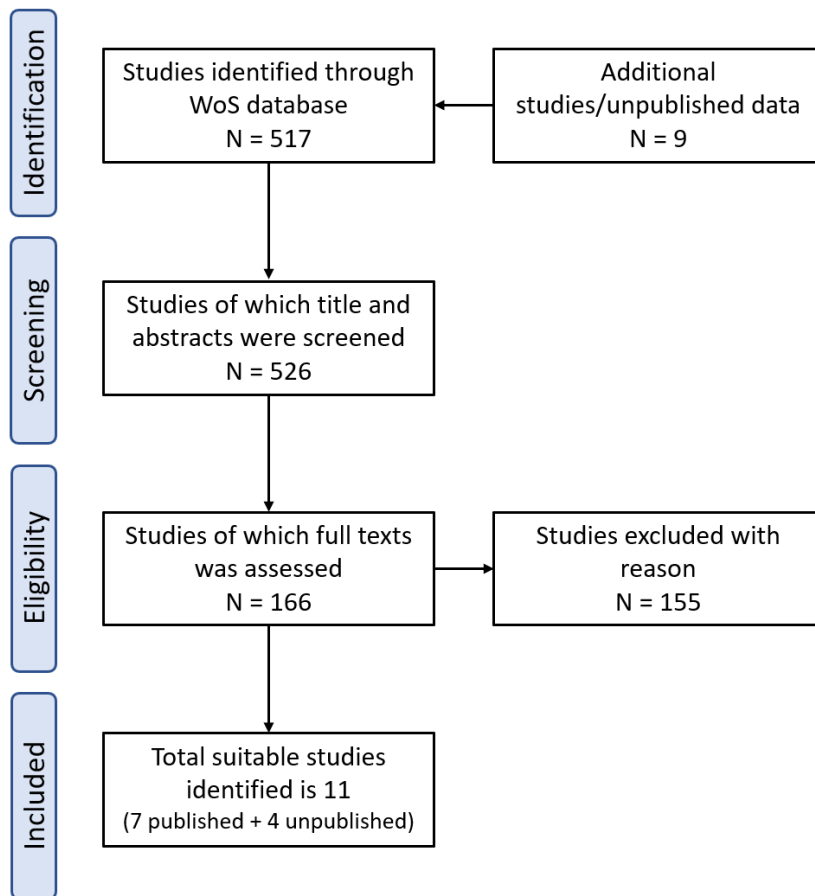 Identification
Studies identified through
WoS database
N = 517
Additional
studies/unpublished data
N = 9
Screening
Studies of which title and
abstracts were screened
N = 526
Eligibility
Studies of which full texts
was assessed
N = 166
Studies excluded with
reason
N = 155
Included
Total suitable studies
identified is 11
(7 published + 4 unpublished)